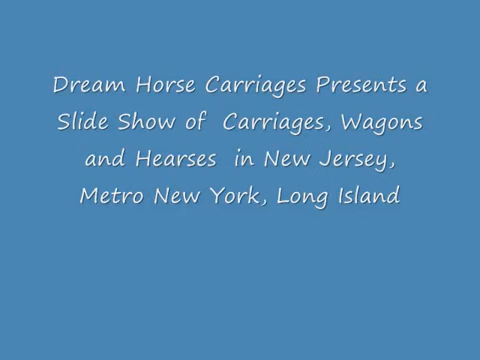 Dream Horse Carriages Presents a
Slide Show of Carriages, Wagons
and Hearses in New Jersey,
Metro New York, Long Island